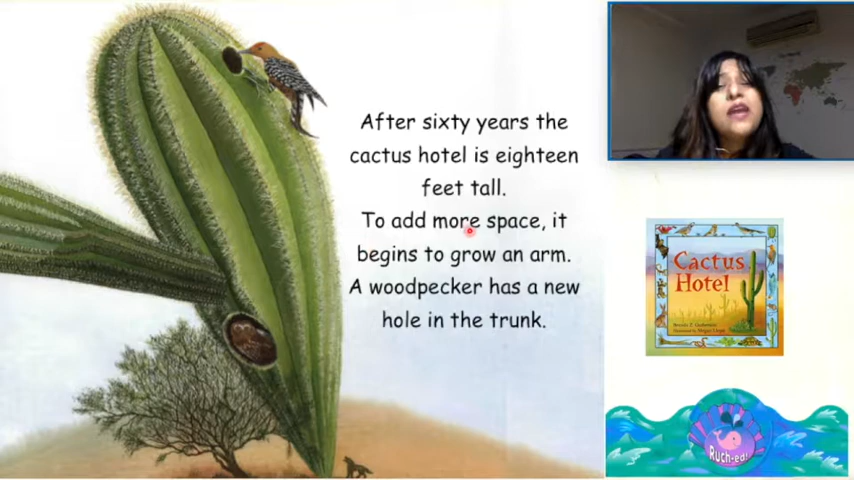 After sixty years the
cactus hotel is eighteen
feet tall.
To add more space, it
begins to grow an arm.
A woodpecker has a new
hole in the trunk.
Cactus
Hotel
Ruch-ed!